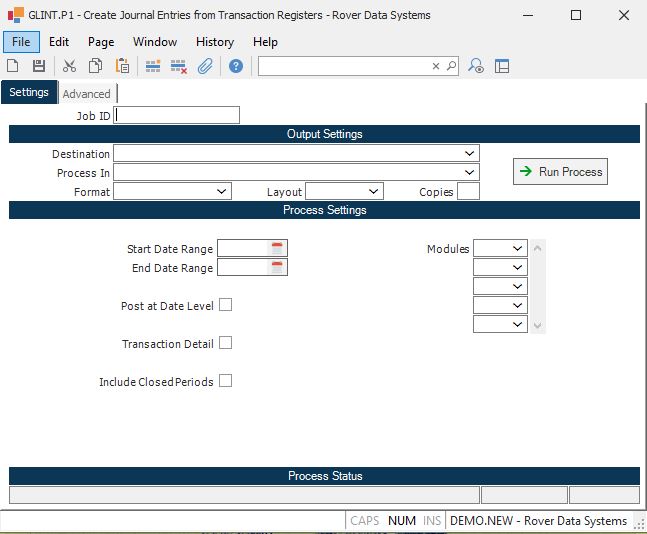 GLINT.P1 - Create Journal Entries from Transaction Registers - Rover Data Systems
File Edit Page Window History Help
Settings Advanced
Job ID
Output Settings
Destination
Process In
Run Process
Format Layout Copies
Process Settings
Start Date Range Modules
End Date Range
Post at Date Level
Transaction Detail
Include Closed Periods
Process Status
CAPS NUM INS DEMO.NEW - Rover Data Systems